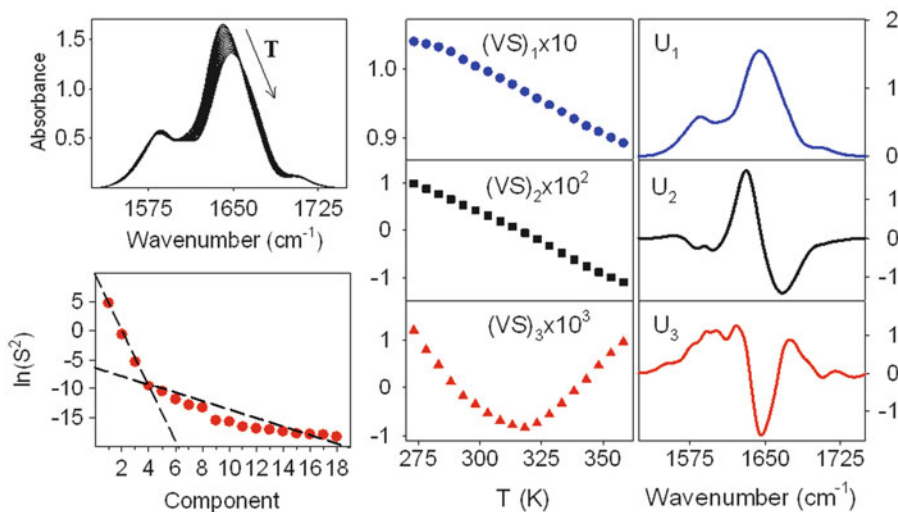 1.5
1.0
0.5
Absorbance
T
1575 1650 1725
Wavenumber (cm-1)
5
0
-5
-10
-15
ln(S²)
2 4 6 8 10 12 14 16 18
Component
(VS)₁x10
1.0
0.9
(VS)₂x10²
1
0
-1
(VS)₃x10³
1
0
-1
275 300 325 350
T (K)
U₁
2
1
0
U₂
1
0
-1
U₃
1
0
-1
1575 1650 1725
Wavenumber (cm-1)